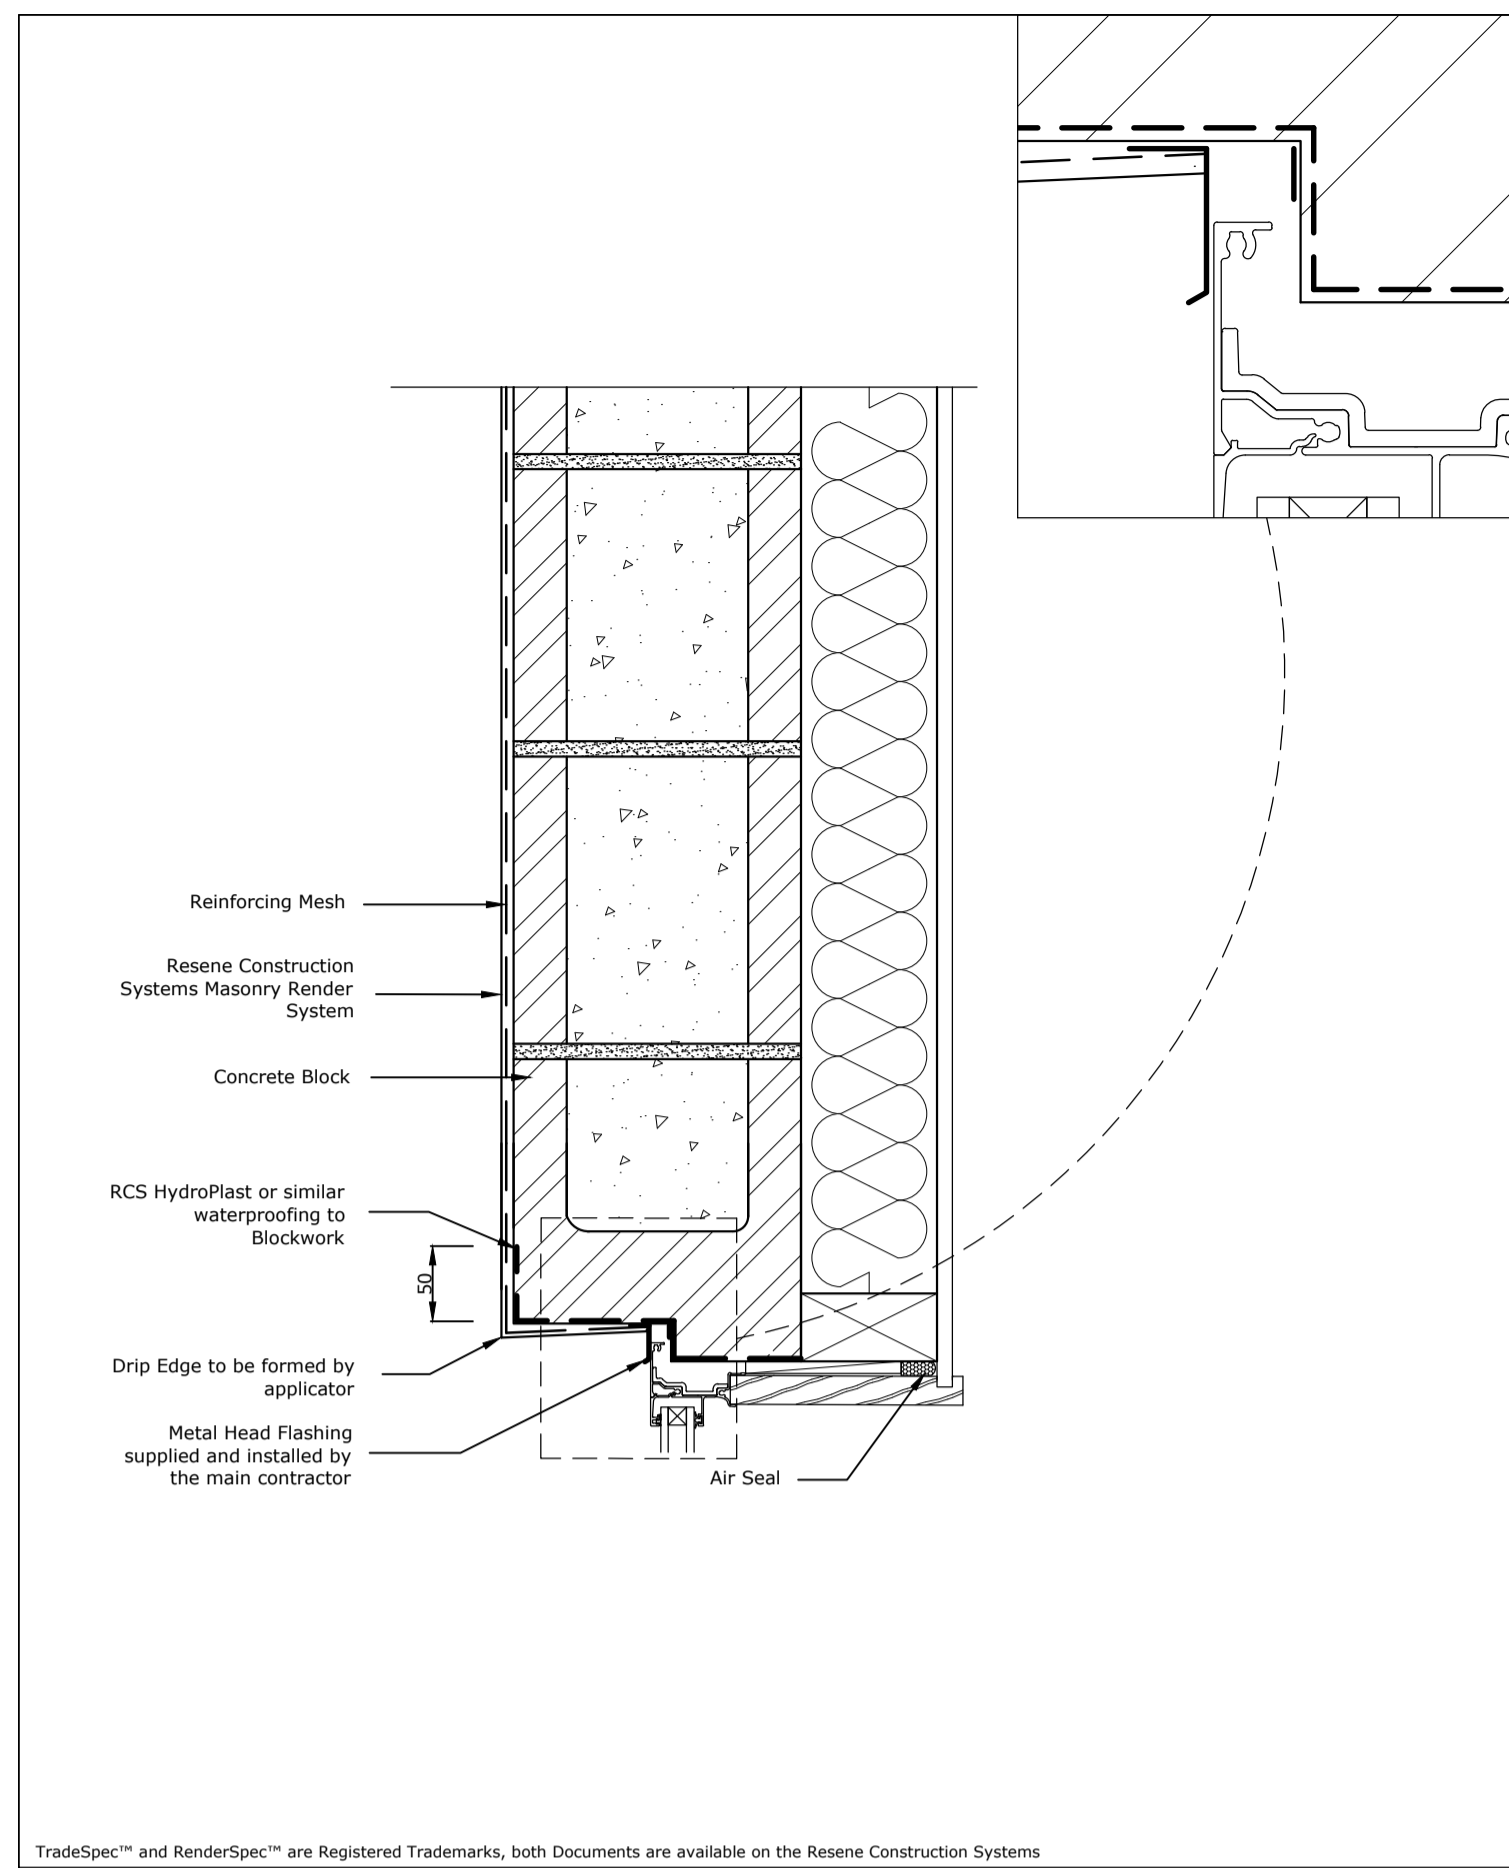 Reinforcing Mesh
Resene Construction
Systems Masonry Render
System
Concrete Block
RCS HydroPlast or similar
waterproofing to
Blockwork
50
Drip Edge to be formed by
applicator
Metal Head Flashing
supplied and installed by
the main contractor
Air Seal
TradeSpec™ and RenderSpec™ are Registered Trademarks, both Documents are available on the Resene Construction Systems